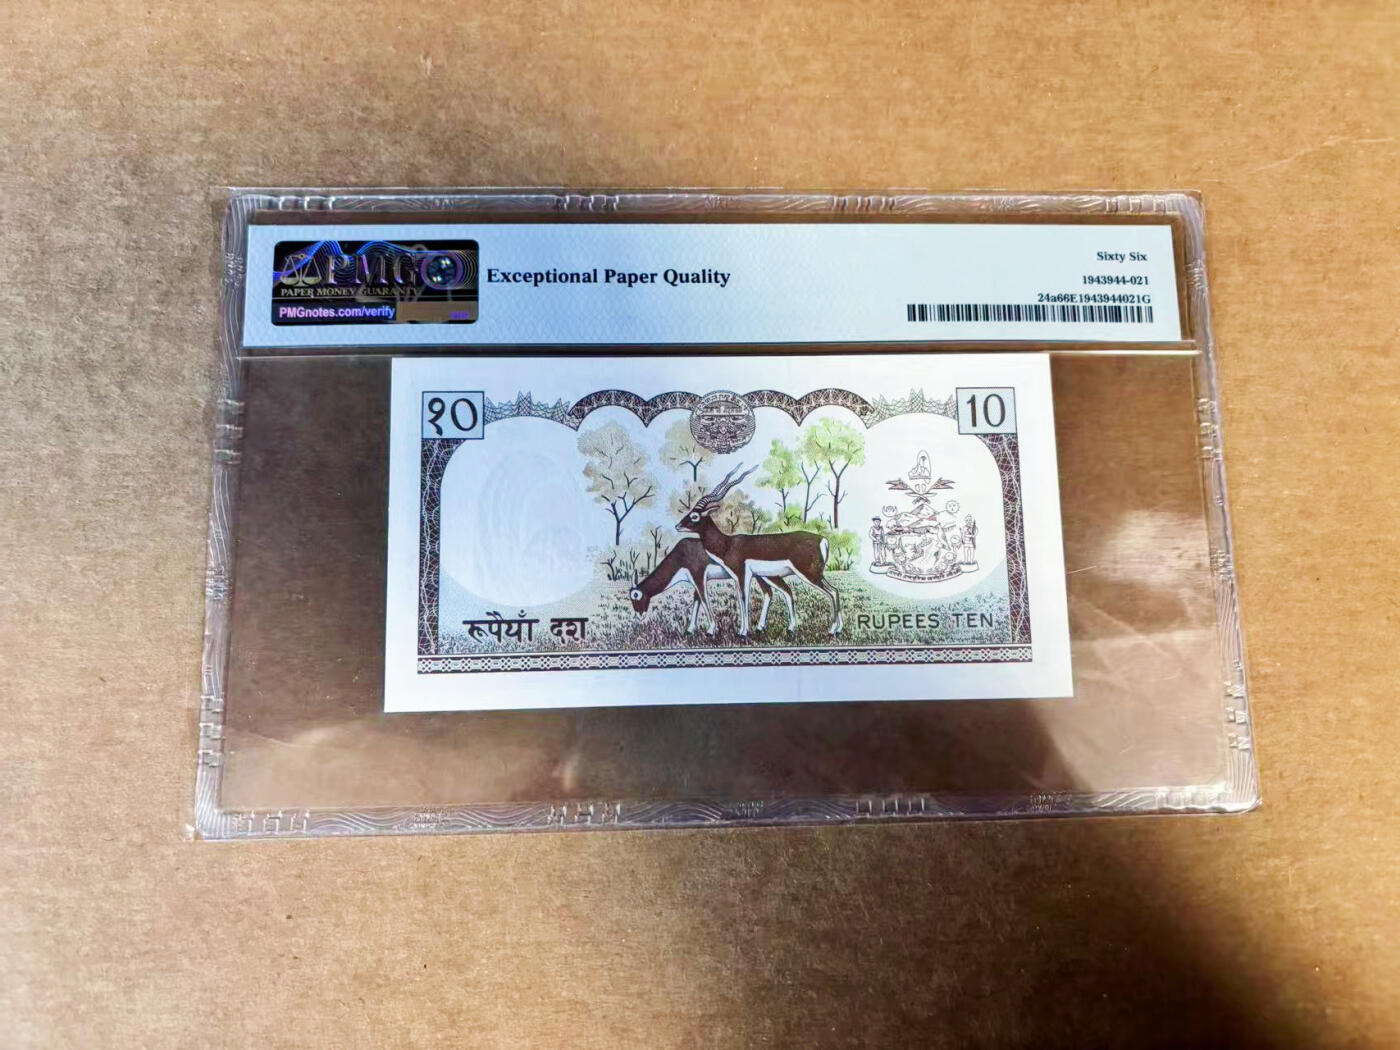 PMG
PAPER MONEY GUARANTY
PMGnotes.com/verify
Exceptional Paper Quality
Sixty Six
1943944-021
24a66E1943944021G
१०
10
रूपैयाँ दश
RUPEES TEN